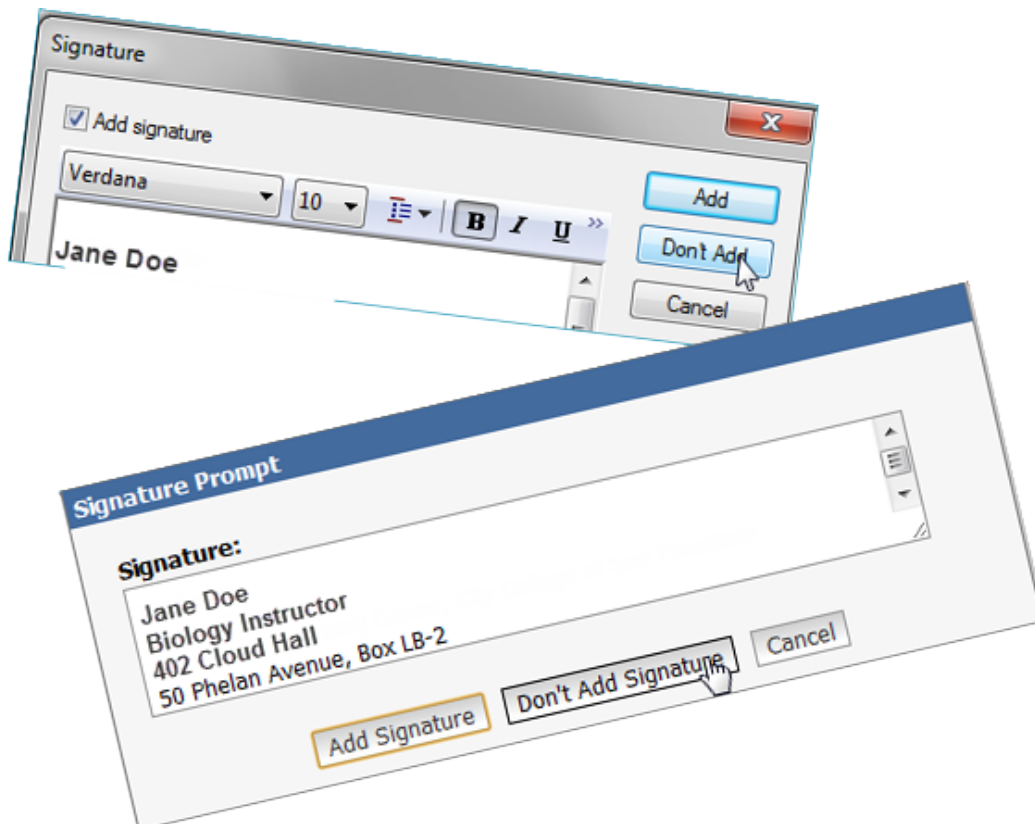 Signature
Add signature
Verdana
10
B I U »
Add
Don't Add
Cancel
Jane Doe
Signature Prompt
Signature:
Jane Doe
Biology Instructor
402 Cloud Hall
50 Phelan Avenue, Box LB-2
Add Signature
Don't Add Signature
Cancel